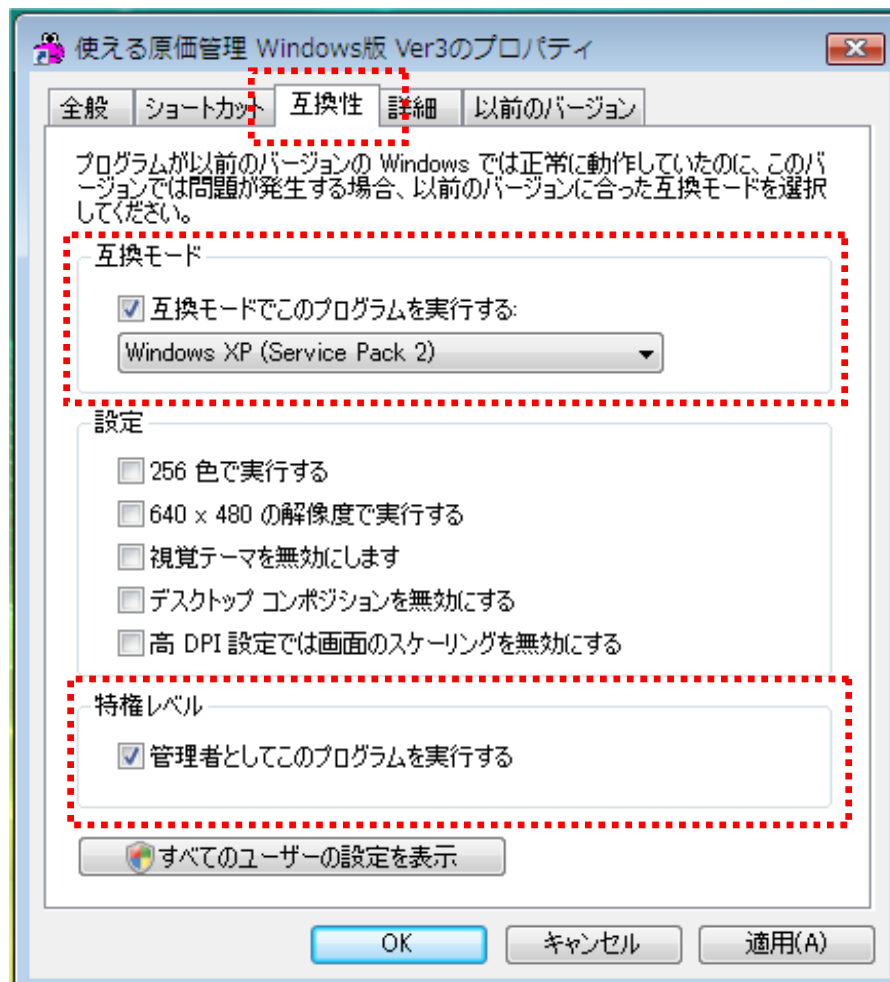 使える原価管理 Windows版 Ver3のプロパティ
全般 ショートカット 互換性 詳細 以前のバージョン
プログラムが以前のバージョンの Windows では正常に動作していたのに、このバ
ージョンでは問題が発生する場合、以前のバージョンに合った互換モードを選択
してください。
互換モード
互換モードでこのプログラムを実行する:
Windows XP (Service Pack 2)
設定
256 色で実行する
640 x 480 の解像度で実行する
視覚テーマを無効にします
デスクトップ コンポジションを無効にする
高 DPI 設定では画面のスケーリングを無効にする
特権レベル
管理者としてこのプログラムを実行する
すべてのユーザーの設定を表示
OK キャンセル 適用(A)